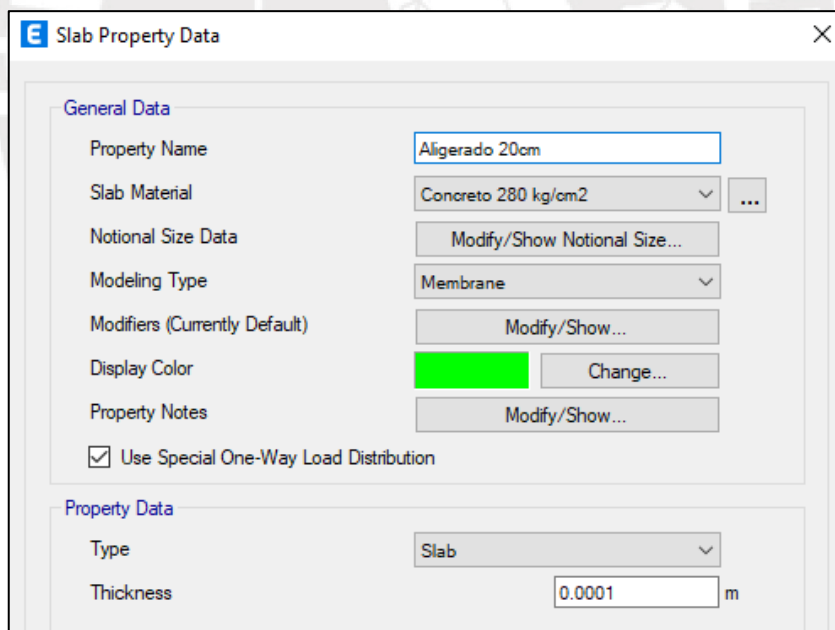 E Slab Property Data
General Data
Property Name Aligerado 20cm
Slab Material Concreto 280 kg/cm2 ...
Notional Size Data Modify/Show Notional Size...
Modeling Type Membrane
Modifiers (Currently Default) Modify/Show...
Display Color Change...
Property Notes Modify/Show...
Use Special One-Way Load Distribution
Property Data
Type Slab
Thickness 0.0001 m